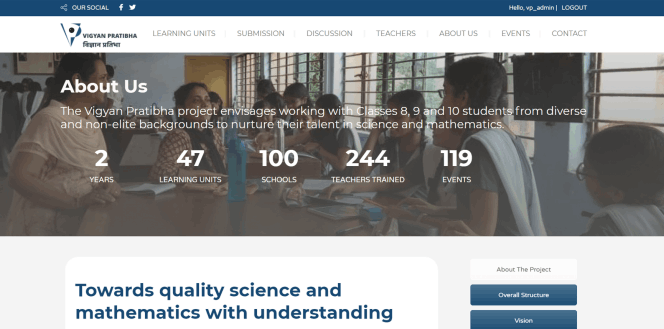 OUR SOCIAL
Hello, vp_admin | LOGOUT
VIGYAN PRATIBHA
विज्ञान प्रतिभा
LEARNING UNITS
SUBMISSION
DISCUSSION
TEACHERS
ABOUT US
EVENTS
CONTACT
About Us
The Vigyan Pratibha project envisages working with Classes 8, 9 and 10 students from diverse
and non-elite backgrounds to nurture their talent in science and mathematics.
2 47 100 244 119
YEARS LEARNING UNITS SCHOOLS TEACHERS TRAINED EVENTS
Towards quality science and
mathematics with understanding
About The Project
Overall Structure
Vision